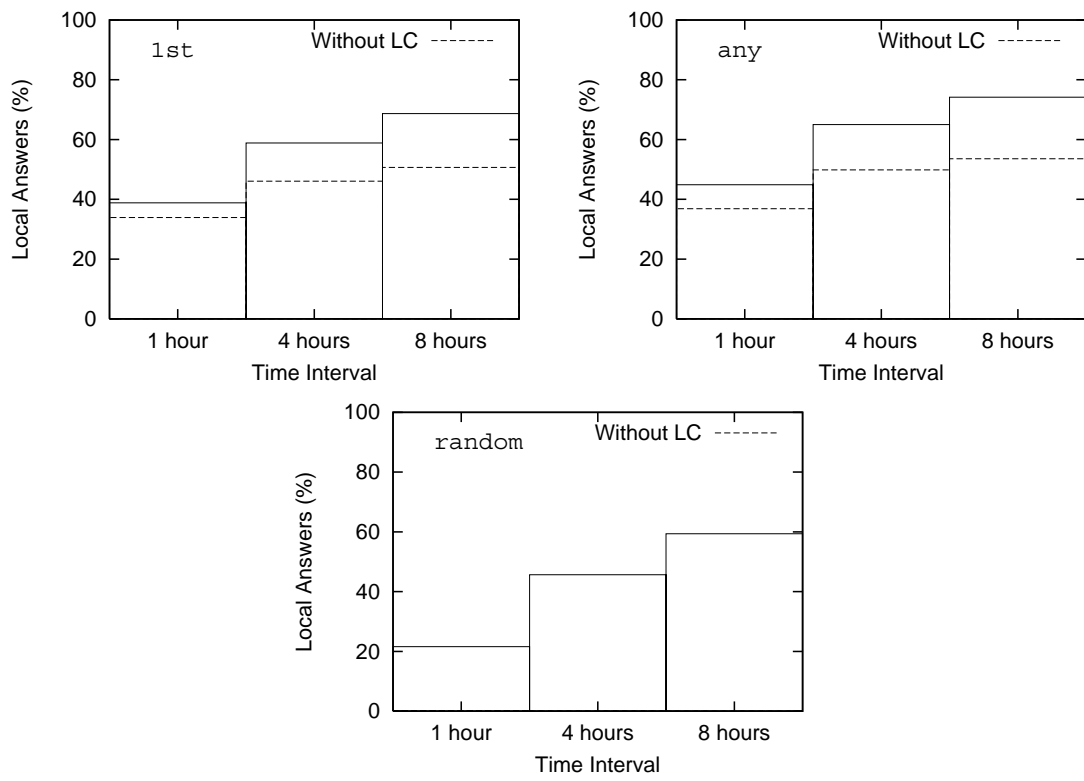 1st
Without LC
Local Answers (%)
100
80
60
40
20
0
1 hour
4 hours
8 hours
Time Interval
any
Without LC
Local Answers (%)
100
80
60
40
20
0
1 hour
4 hours
8 hours
Time Interval
random
Without LC
Local Answers (%)
100
80
60
40
20
0
1 hour
4 hours
8 hours
Time Interval